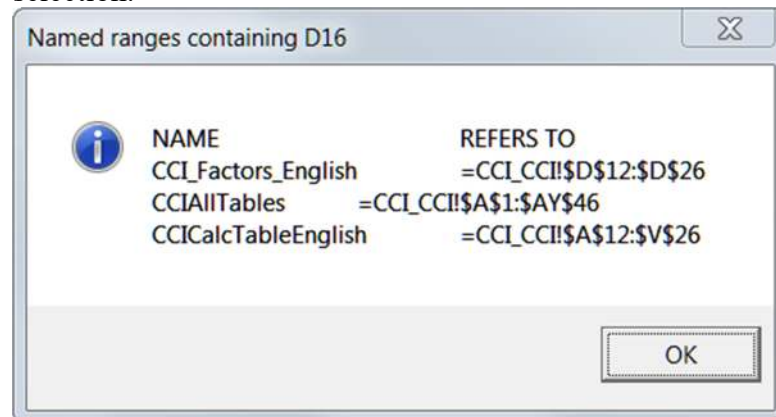 Named ranges containing D16
NAME REFERS TO
CCI_Factors_English =CCI_CCI!$D$12:$D$26
CCIAllTables =CCI_CCI!$A$1:$AY$46
CCICalcTableEnglish =CCI_CCI!$A$12:$V$26
OK